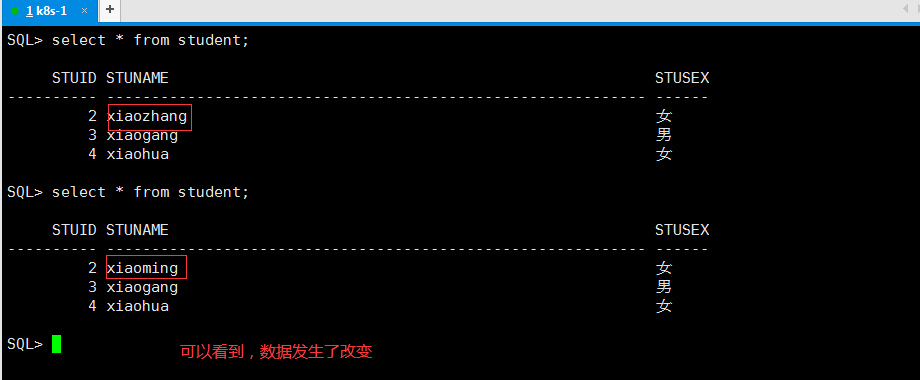 1 k8s-1 × +
SQL> select * from student;
STUID STUNAME STUSEX
---------- ------------------------------------------------------------ ------
2 xiaozhang 女
3 xiaogang 男
4 xiaohua 女
SQL> select * from student;
STUID STUNAME STUSEX
---------- ------------------------------------------------------------ ------
2 xiaoming 女
3 xiaogang 男
4 xiaohua 女
SQL>
可以看到，数据发生了改变